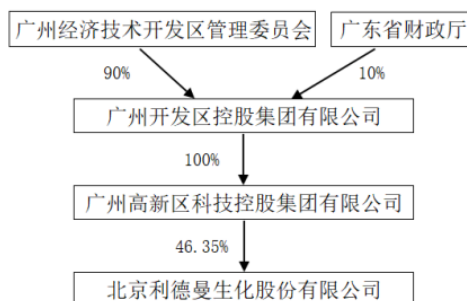 广州经济技术开发区管理委员会
广东省财政厅
90%
10%
广州开发区控股集团有限公司
100%
广州高新区科技控股集团有限公司
46.35%
北京利德曼生化股份有限公司